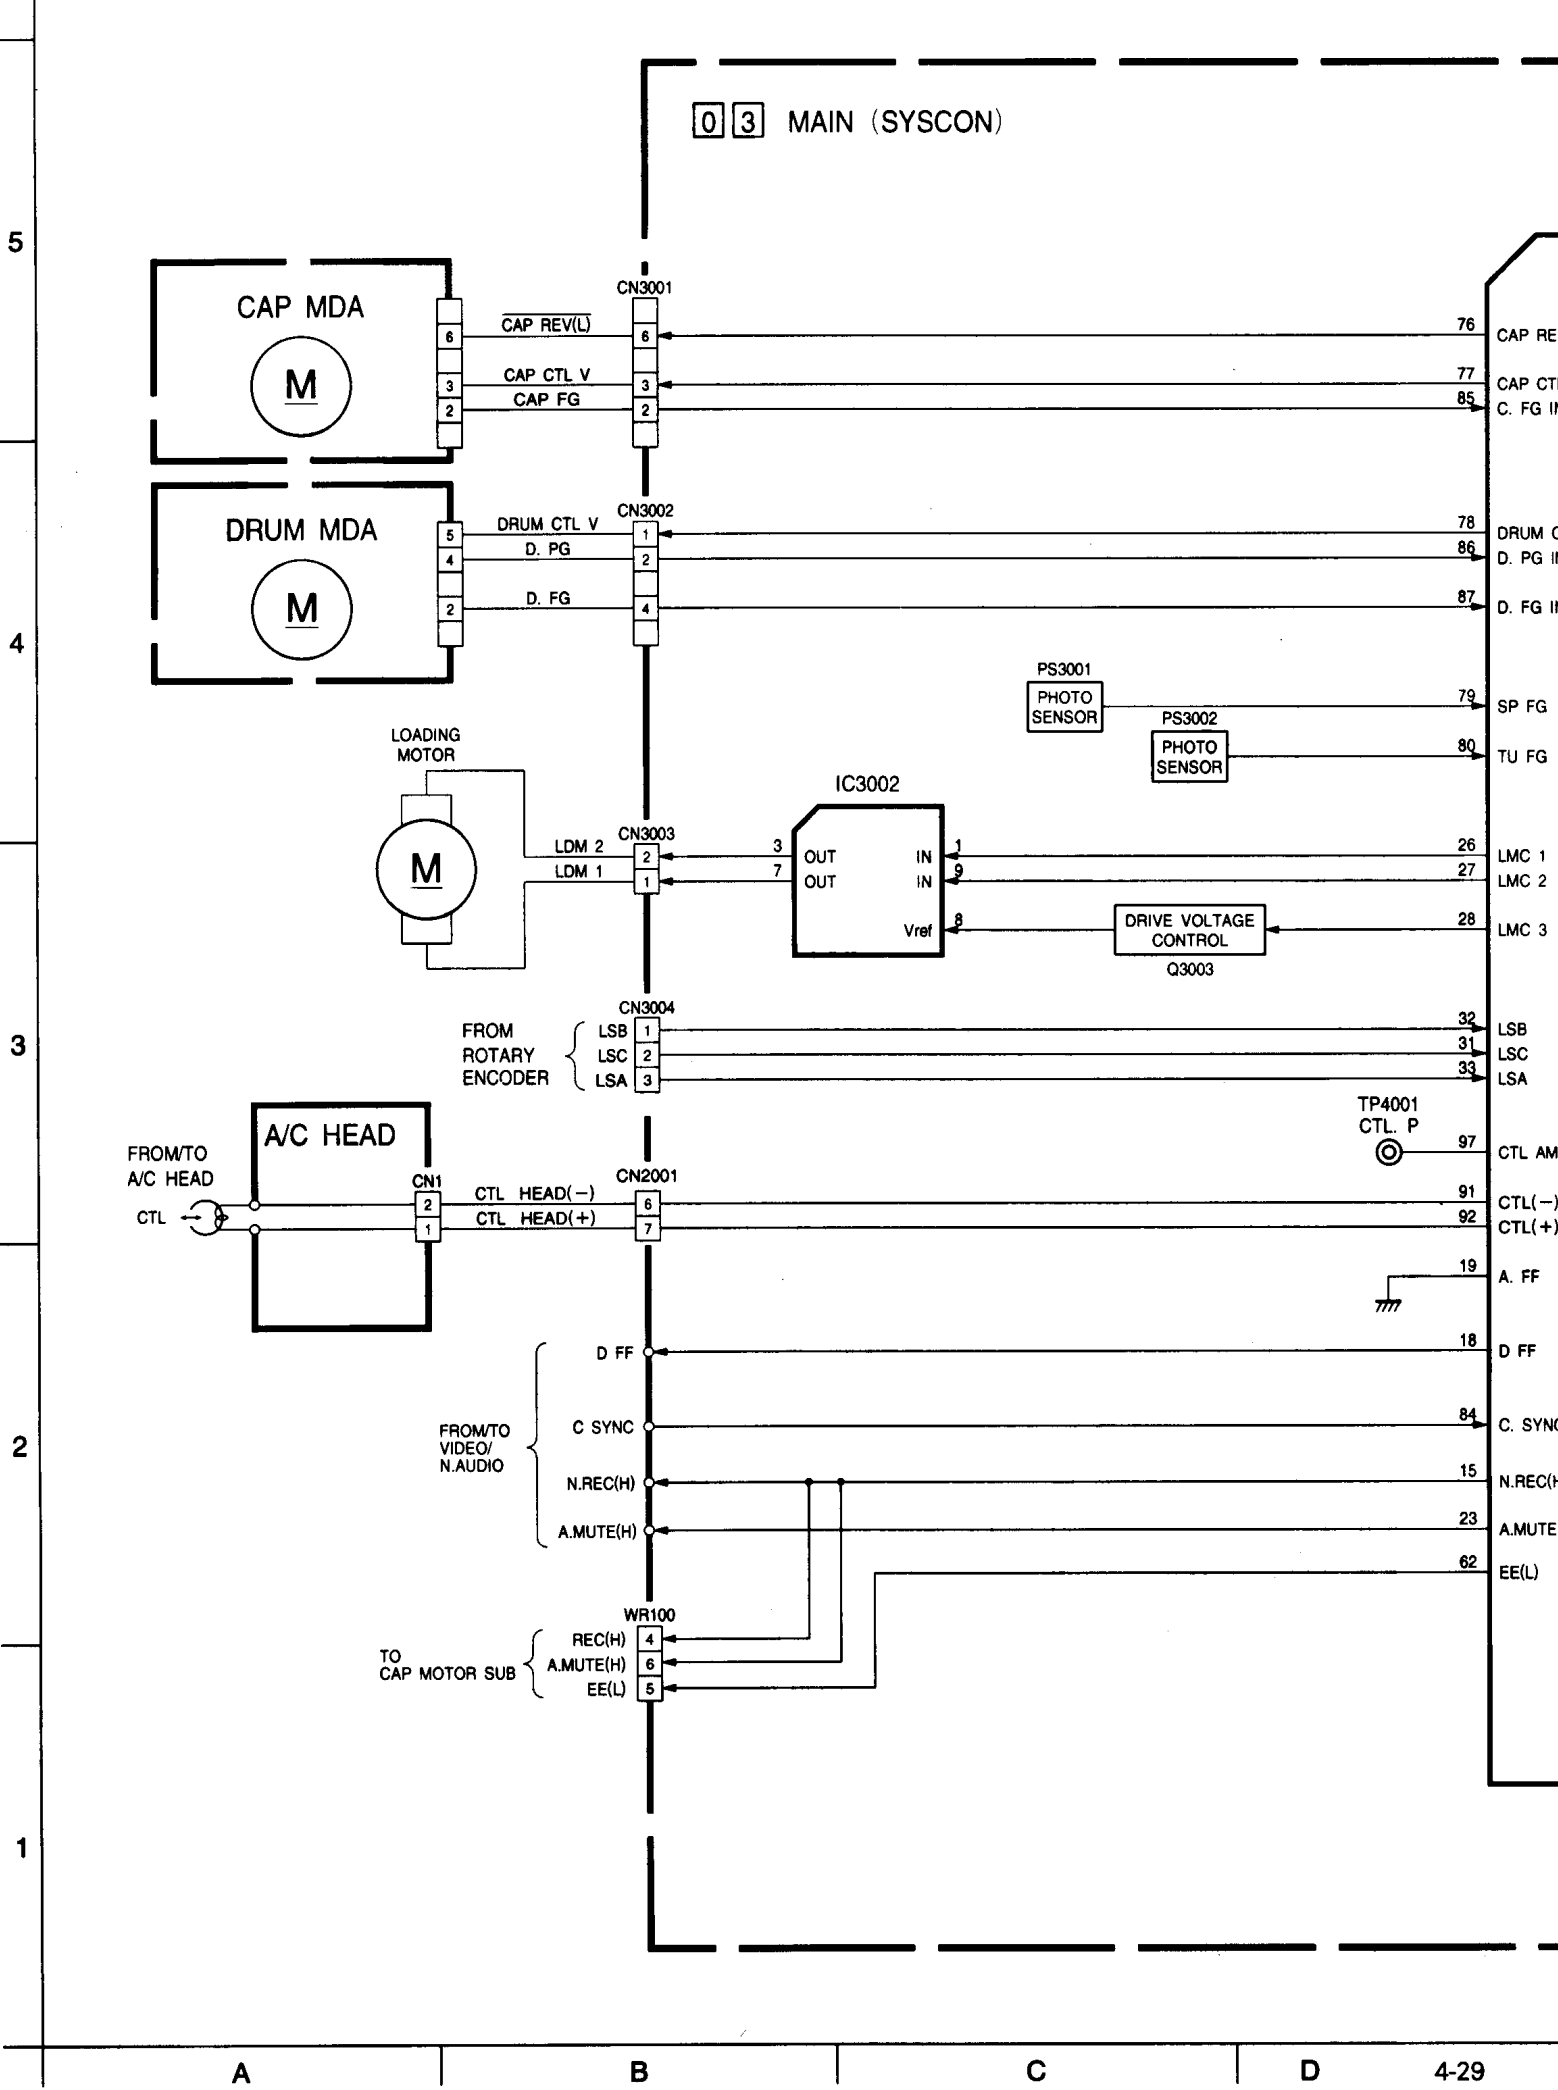 0 3 MAIN (SYSCON)
5
CAP MDA
M
6
3
2
CAP REV(L)
CAP CTL V
CAP FG
CN3001
6
3
2
76
77
85
CAP RE
CAP CT
C. FG I
DRUM MDA
M
5
4
2
DRUM CTL V
D. PG
D. FG
CN3002
1
2
4
78
86
87
DRUM
D. PG I
D. FG I
4
PS3001
PHOTO
SENSOR
79
SP FG
PS3002
PHOTO
SENSOR
80
TU FG
LOADING
MOTOR
M
LDM 2
LDM 1
CN3003
2
1
IC3002
3 OUT IN 1
7 OUT IN 9
Vref 8
DRIVE VOLTAGE
CONTROL
Q3003
26 LMC 1
27 LMC 2
28 LMC 3
3
FROM
ROTARY
ENCODER
CN3004
LSB 1
LSC 2
LSA 3
32 LSB
31 LSC
33 LSA
TP4001
CTL. P
97 CTL AM
A/C HEAD
FROM/TO
A/C HEAD
CTL
CN1
2
1
CTL HEAD(−)
CTL HEAD(+)
CN2001
6
7
91 CTL(−)
92 CTL(+)
19 A. FF
2
FROM/TO
VIDEO/
N.AUDIO
D FF
C SYNC
N.REC(H)
A.MUTE(H)
18 D FF
84 C. SYN
15 N.REC(
23 A.MUTE
62 EE(L)
WR100
TO
CAP MOTOR SUB
REC(H) 4
A.MUTE(H) 6
EE(L) 5
1
A B C D 4-29